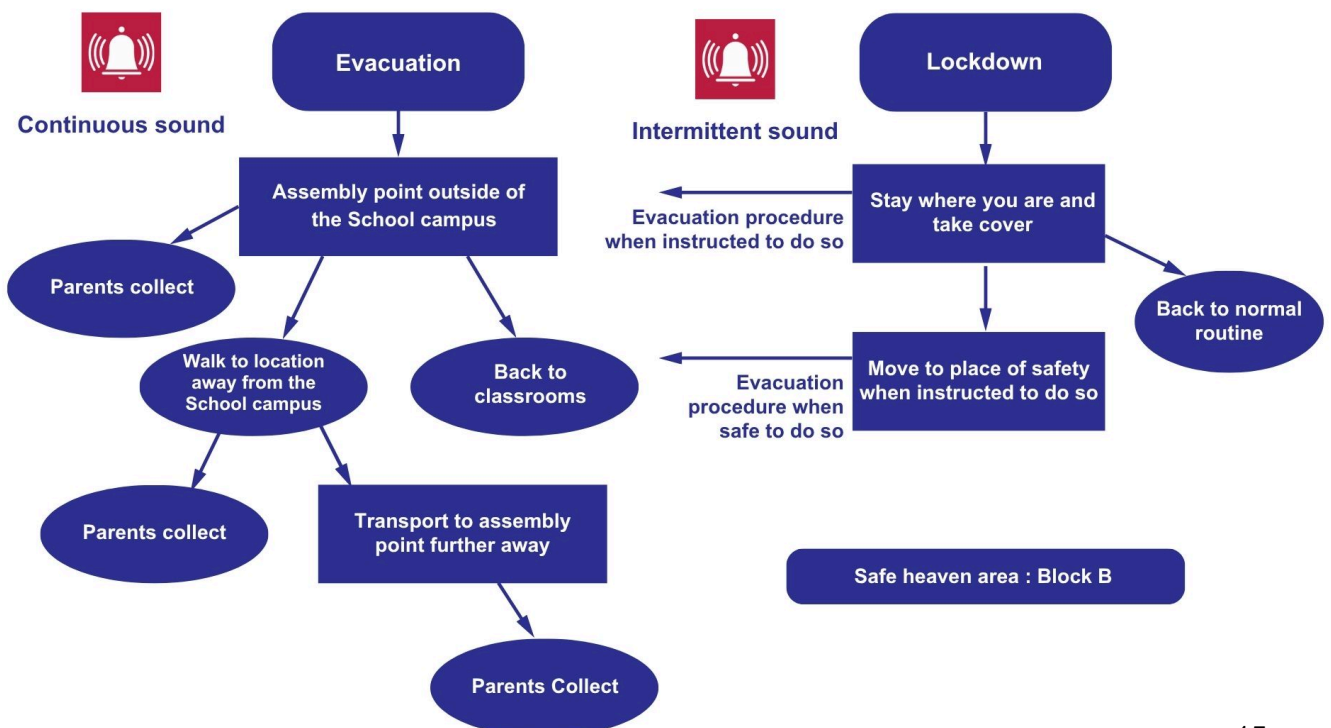 Evacuation
Continuous sound
Assembly point outside of
the School campus
Parents collect
Walk to location
away from the
School campus
Back to
classrooms
Parents collect
Transport to assembly
point further away
Parents Collect
Lockdown
Intermittent sound
Stay where you are and
take cover
Evacuation procedure
when instructed to do so
Back to normal
routine
Move to place of safety
when instructed to do so
Evacuation
procedure when
safe to do so
Safe heaven area : Block B